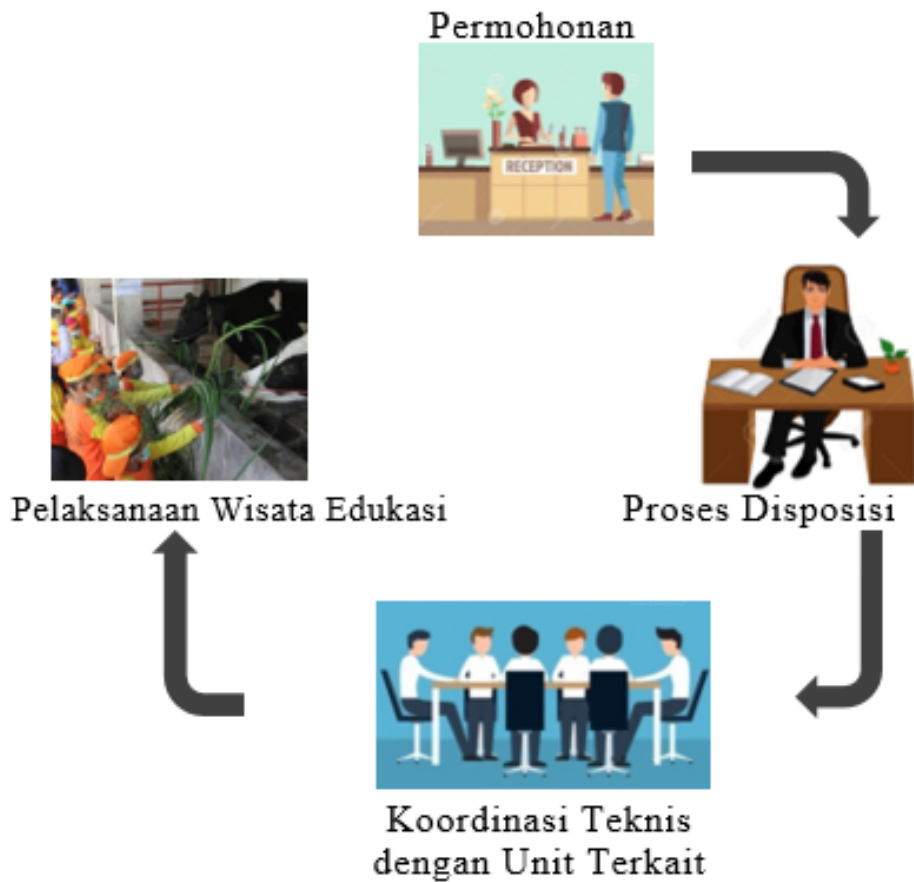 Permohonan
RECEPTION
Proses Disposisi
Koordinasi Teknis
dengan Unit Terkait
Pelaksanaan Wisata Edukasi